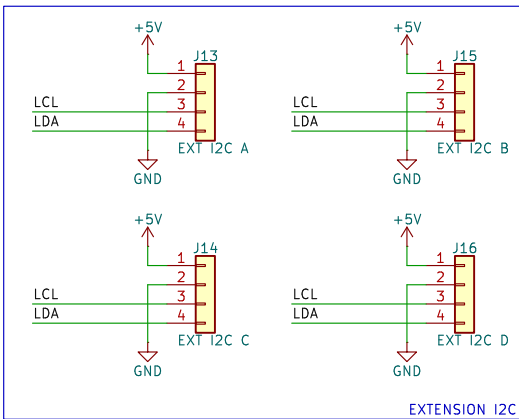 +5V
J13
1
2
LCL
3
LDA
4
EXT I2C A
GND
+5V
J15
1
2
LCL
3
LDA
4
EXT I2C B
GND
+5V
J14
1
2
LCL
3
LDA
4
EXT I2C C
GND
+5V
J16
1
2
LCL
3
LDA
4
EXT I2C D
GND
EXTENSION I2C